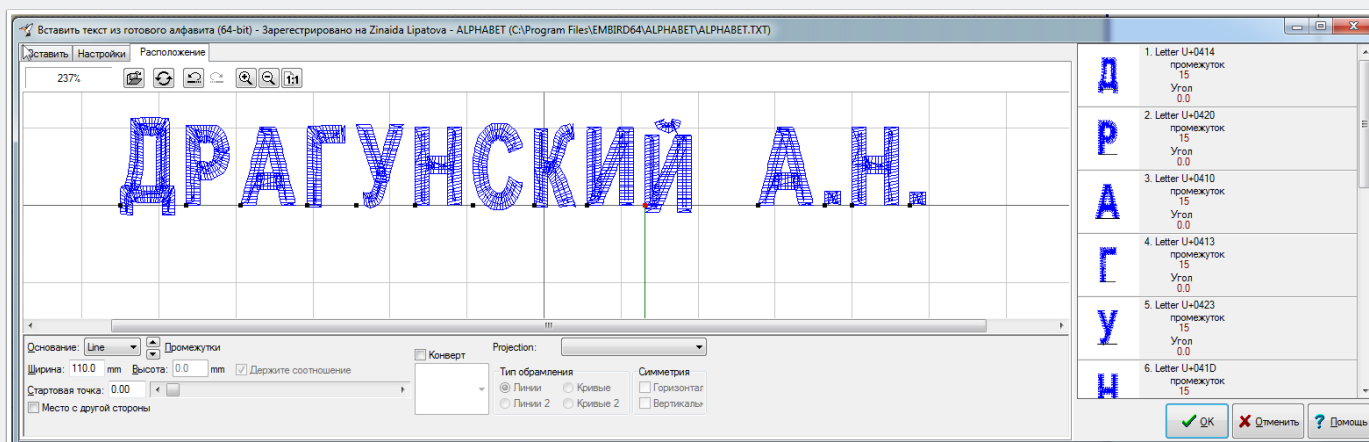 Вставить текст из готового алфавита (64-bit) - Зарегестрировано на Zinaida Lipatova - ALPHABET (C:\Program Files\EMBIRD64\ALPHABET\ALPHABET.TXT)
Вставить Настройки Расположение
237%
1:1
ДРАГУНСКИЙ А.Н.
Основание: Line Промежутки
Ширина: 110.0 mm Высота: 0.0 mm Держите соотношение
Стартовая точка: 0.00
Место с другой стороны
Конверт
Projection:
Тип обрамления
Линии Кривые
Линии 2 Кривые 2
Симметрия
Горизонтал
Вертикаль
1. Letter U+0414
промежуток
15
Угол
0.0
2. Letter U+0420
промежуток
15
Угол
0.0
3. Letter U+0410
промежуток
15
Угол
0.0
4. Letter U+0413
промежуток
15
Угол
0.0
5. Letter U+0423
промежуток
15
Угол
0.0
6. Letter U+041D
промежуток
15
OK Отменить Помощь